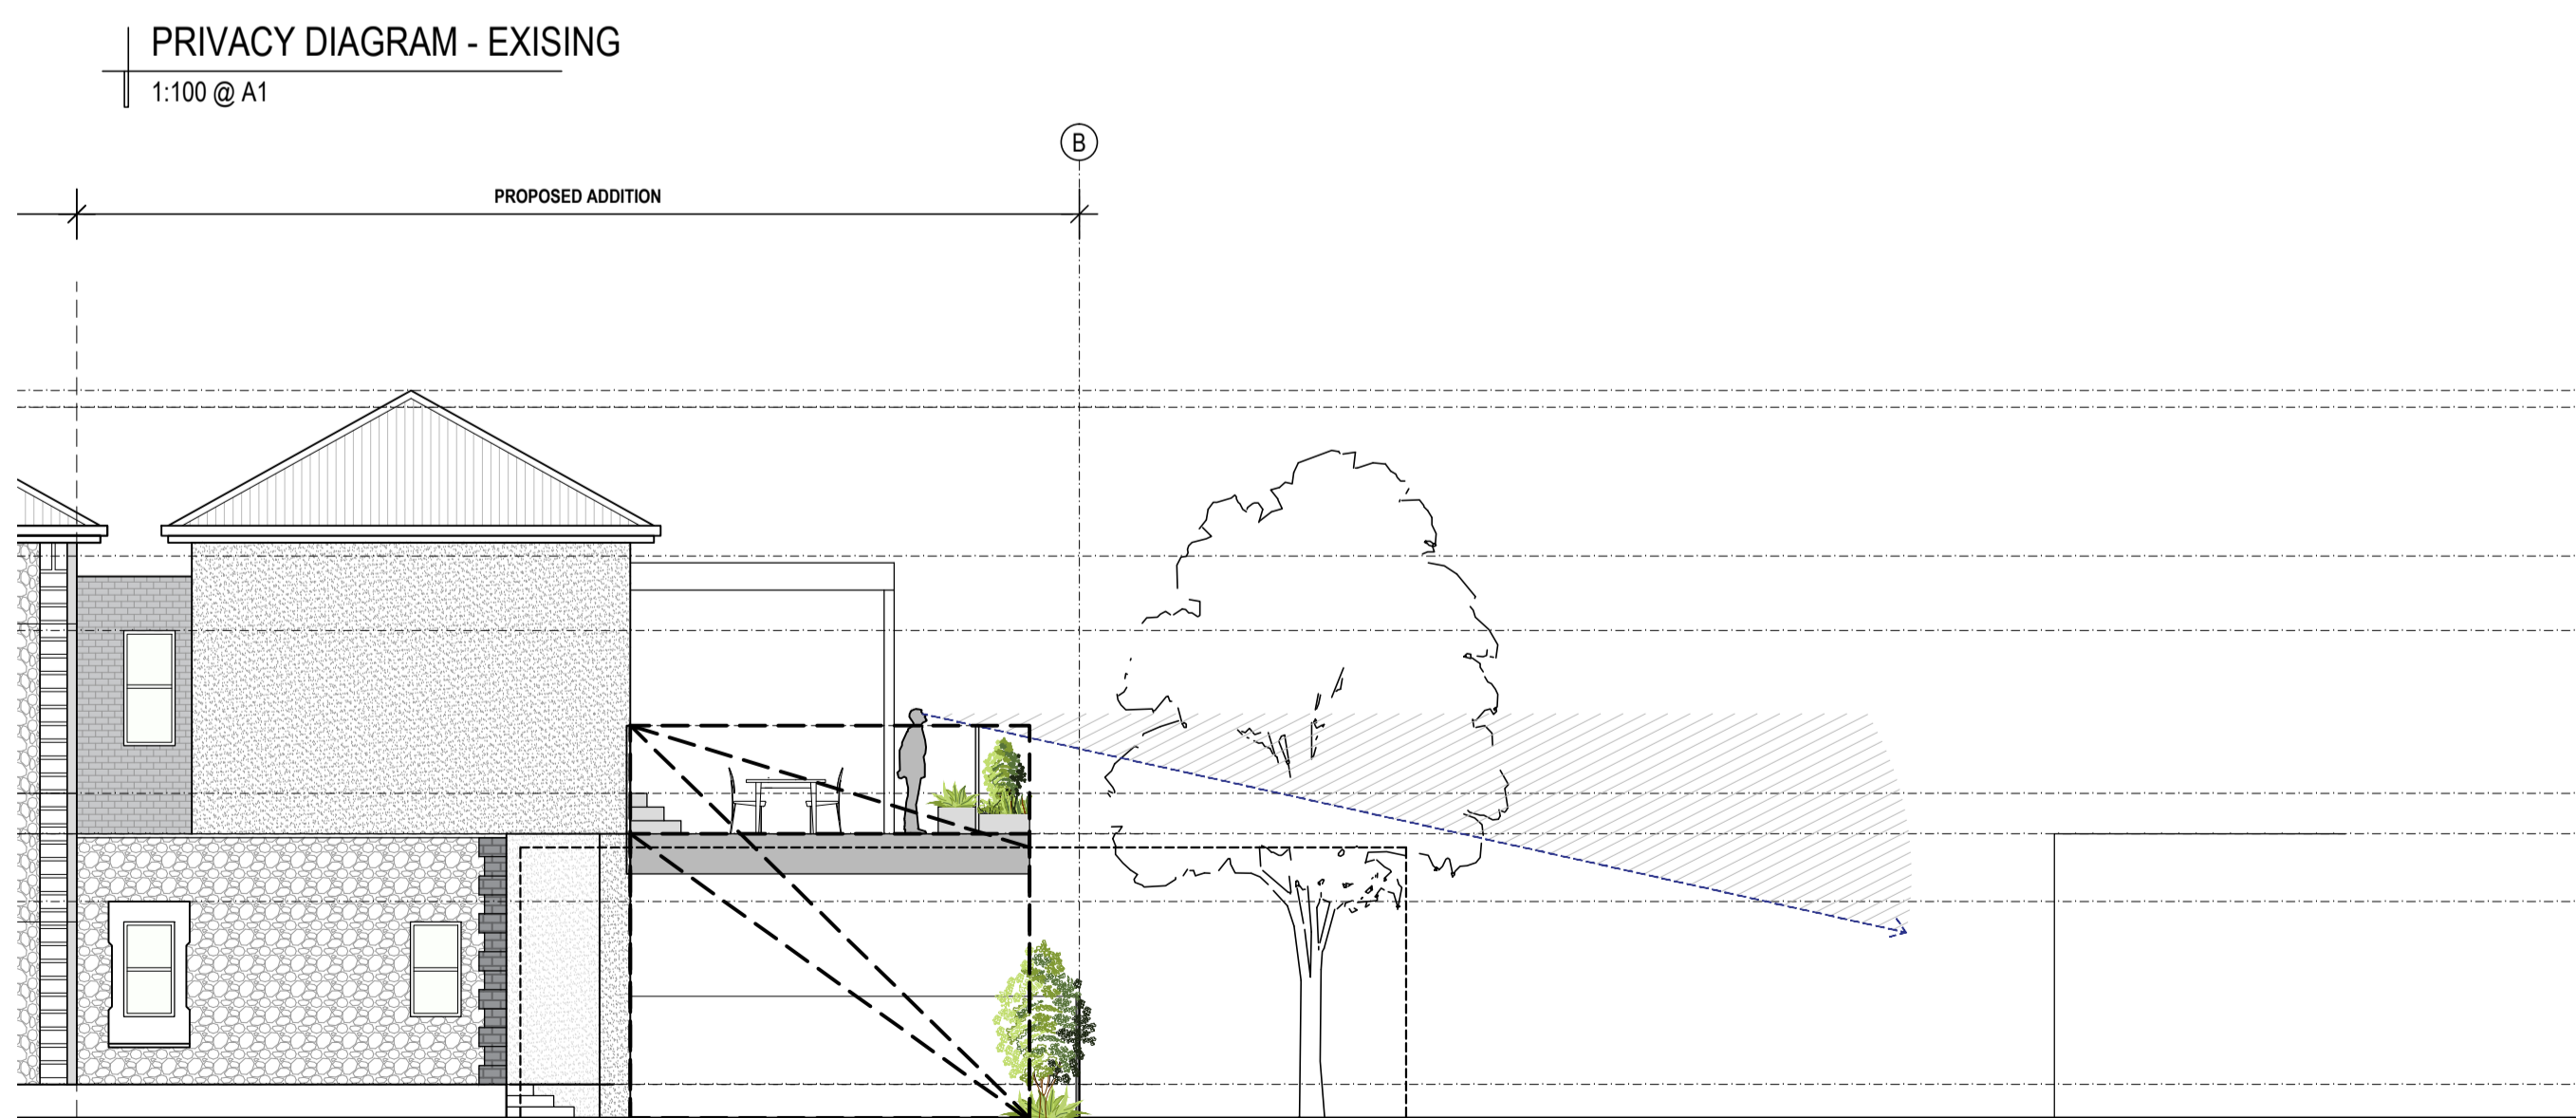 PRIVACY DIAGRAM - EXISING
1:100 @ A1
B
PROPOSED ADDITION